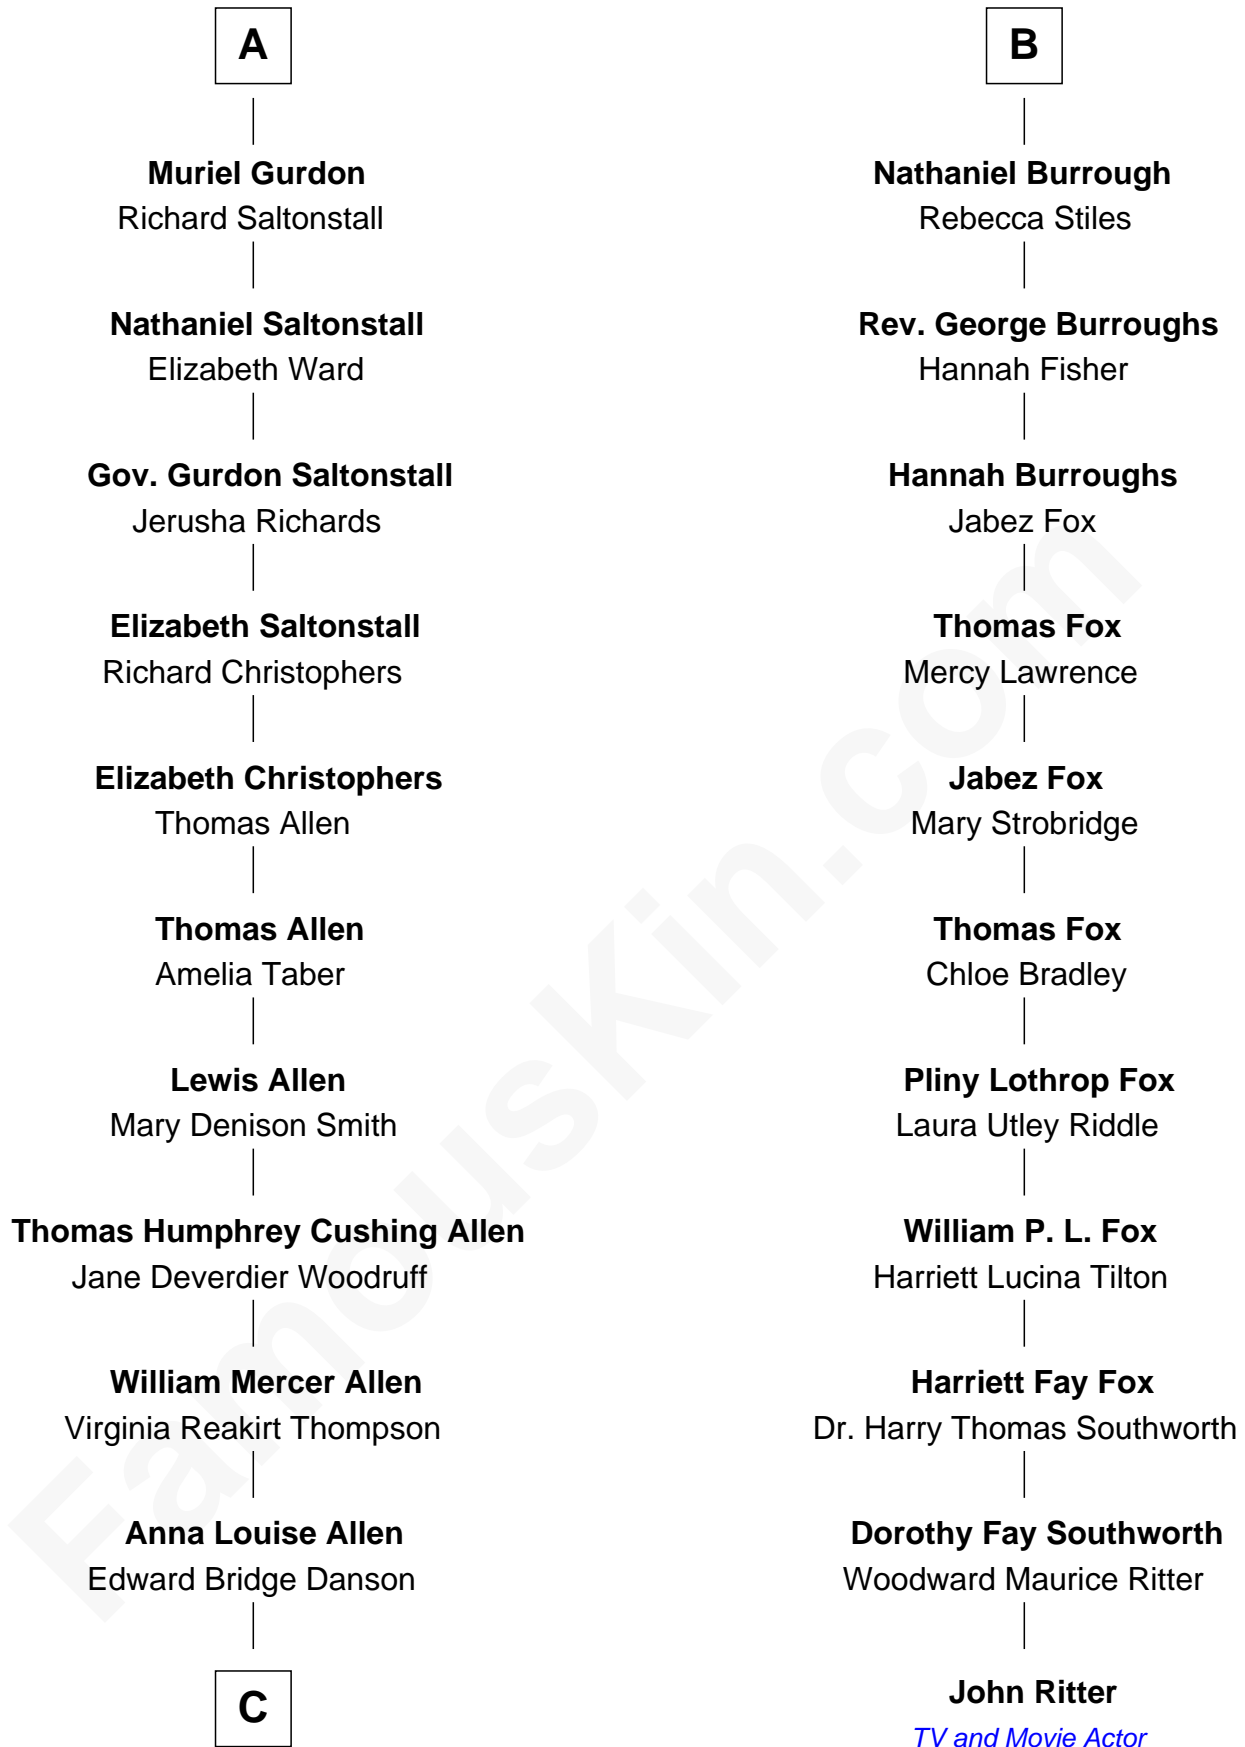 A
Muriel Gurdon
Richard Saltonstall
Nathaniel Saltonstall
Elizabeth Ward
Gov. Gurdon Saltonstall
Jerusha Richards
Elizabeth Saltonstall
Richard Christophers
Elizabeth Christophers
Thomas Allen
Thomas Allen
Amelia Taber
Lewis Allen
Mary Denison Smith
Thomas Humphrey Cushing Allen
Jane Deverdier Woodruff
William Mercer Allen
Virginia Reakirt Thompson
Anna Louise Allen
Edward Bridge Danson
C
B
Nathaniel Burrough
Rebecca Stiles
Rev. George Burroughs
Hannah Fisher
Hannah Burroughs
Jabez Fox
Thomas Fox
Mercy Lawrence
Jabez Fox
Mary Strobridge
Thomas Fox
Chloe Bradley
Pliny Lothrop Fox
Laura Utley Riddle
William P. L. Fox
Harriett Lucina Tilton
Harriett Fay Fox
Dr. Harry Thomas Southworth
Dorothy Fay Southworth
Woodward Maurice Ritter
John Ritter
TV and Movie Actor
FamousKin.com